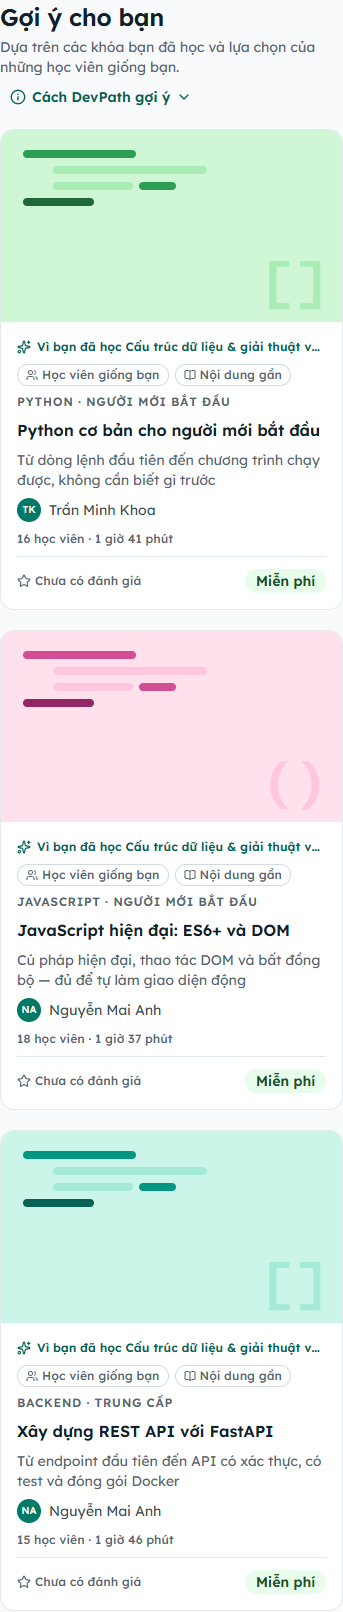 Gợi ý cho bạn
Dựa trên các khóa bạn đã học và lựa chọn của
những học viên giống bạn.
Cách DevPath gợi ý
[ ]
Vì bạn đã học Cấu trúc dữ liệu & giải thuật v...
Học viên giống bạn
Nội dung gần
PYTHON · NGƯỜI MỚI BẮT ĐẦU
Python cơ bản cho người mới bắt đầu
Từ dòng lệnh đầu tiên đến chương trình chạy
được, không cần biết gì trước
TK Trần Minh Khoa
16 học viên · 1 giờ 41 phút
Chưa có đánh giá
Miễn phí
( )
Vì bạn đã học Cấu trúc dữ liệu & giải thuật v...
Học viên giống bạn
Nội dung gần
JAVASCRIPT · NGƯỜI MỚI BẮT ĐẦU
JavaScript hiện đại: ES6+ và DOM
Cú pháp hiện đại, thao tác DOM và bất đồng
bộ — đủ để tự làm giao diện động
NA Nguyễn Mai Anh
18 học viên · 1 giờ 37 phút
Chưa có đánh giá
Miễn phí
[ ]
Vì bạn đã học Cấu trúc dữ liệu & giải thuật v...
Học viên giống bạn
Nội dung gần
BACKEND · TRUNG CẤP
Xây dựng REST API với FastAPI
Từ endpoint đầu tiên đến API có xác thực, có
test và đóng gói Docker
NA Nguyễn Mai Anh
15 học viên · 1 giờ 46 phút
Chưa có đánh giá
Miễn phí